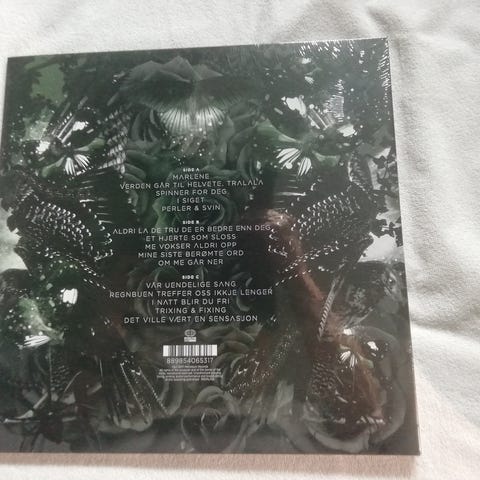 SIDE A
MARLENE
VERDEN GÅR TIL HELVETE, TRALALA
SPINNER FOR DEG
I SIGET
PERLER & SVIN
SIDE B
ALDRI LA DE TRU DE ER BEDRE ENN DEG
ET HJERTE SOM SLOSS
ME VOKSER ALDRI OPP
MINE SISTE BERØMTE ORD
OM ME GÅR NER
SIDE C
VÅR UENDELIGE SANG
REGNBUEN TREFFER OSS IKKJE LENGER
I NATT BLIR DU FRI
TRIXING & FIXING
DET VILLE VÆRT EN SENSASJON
889854065317